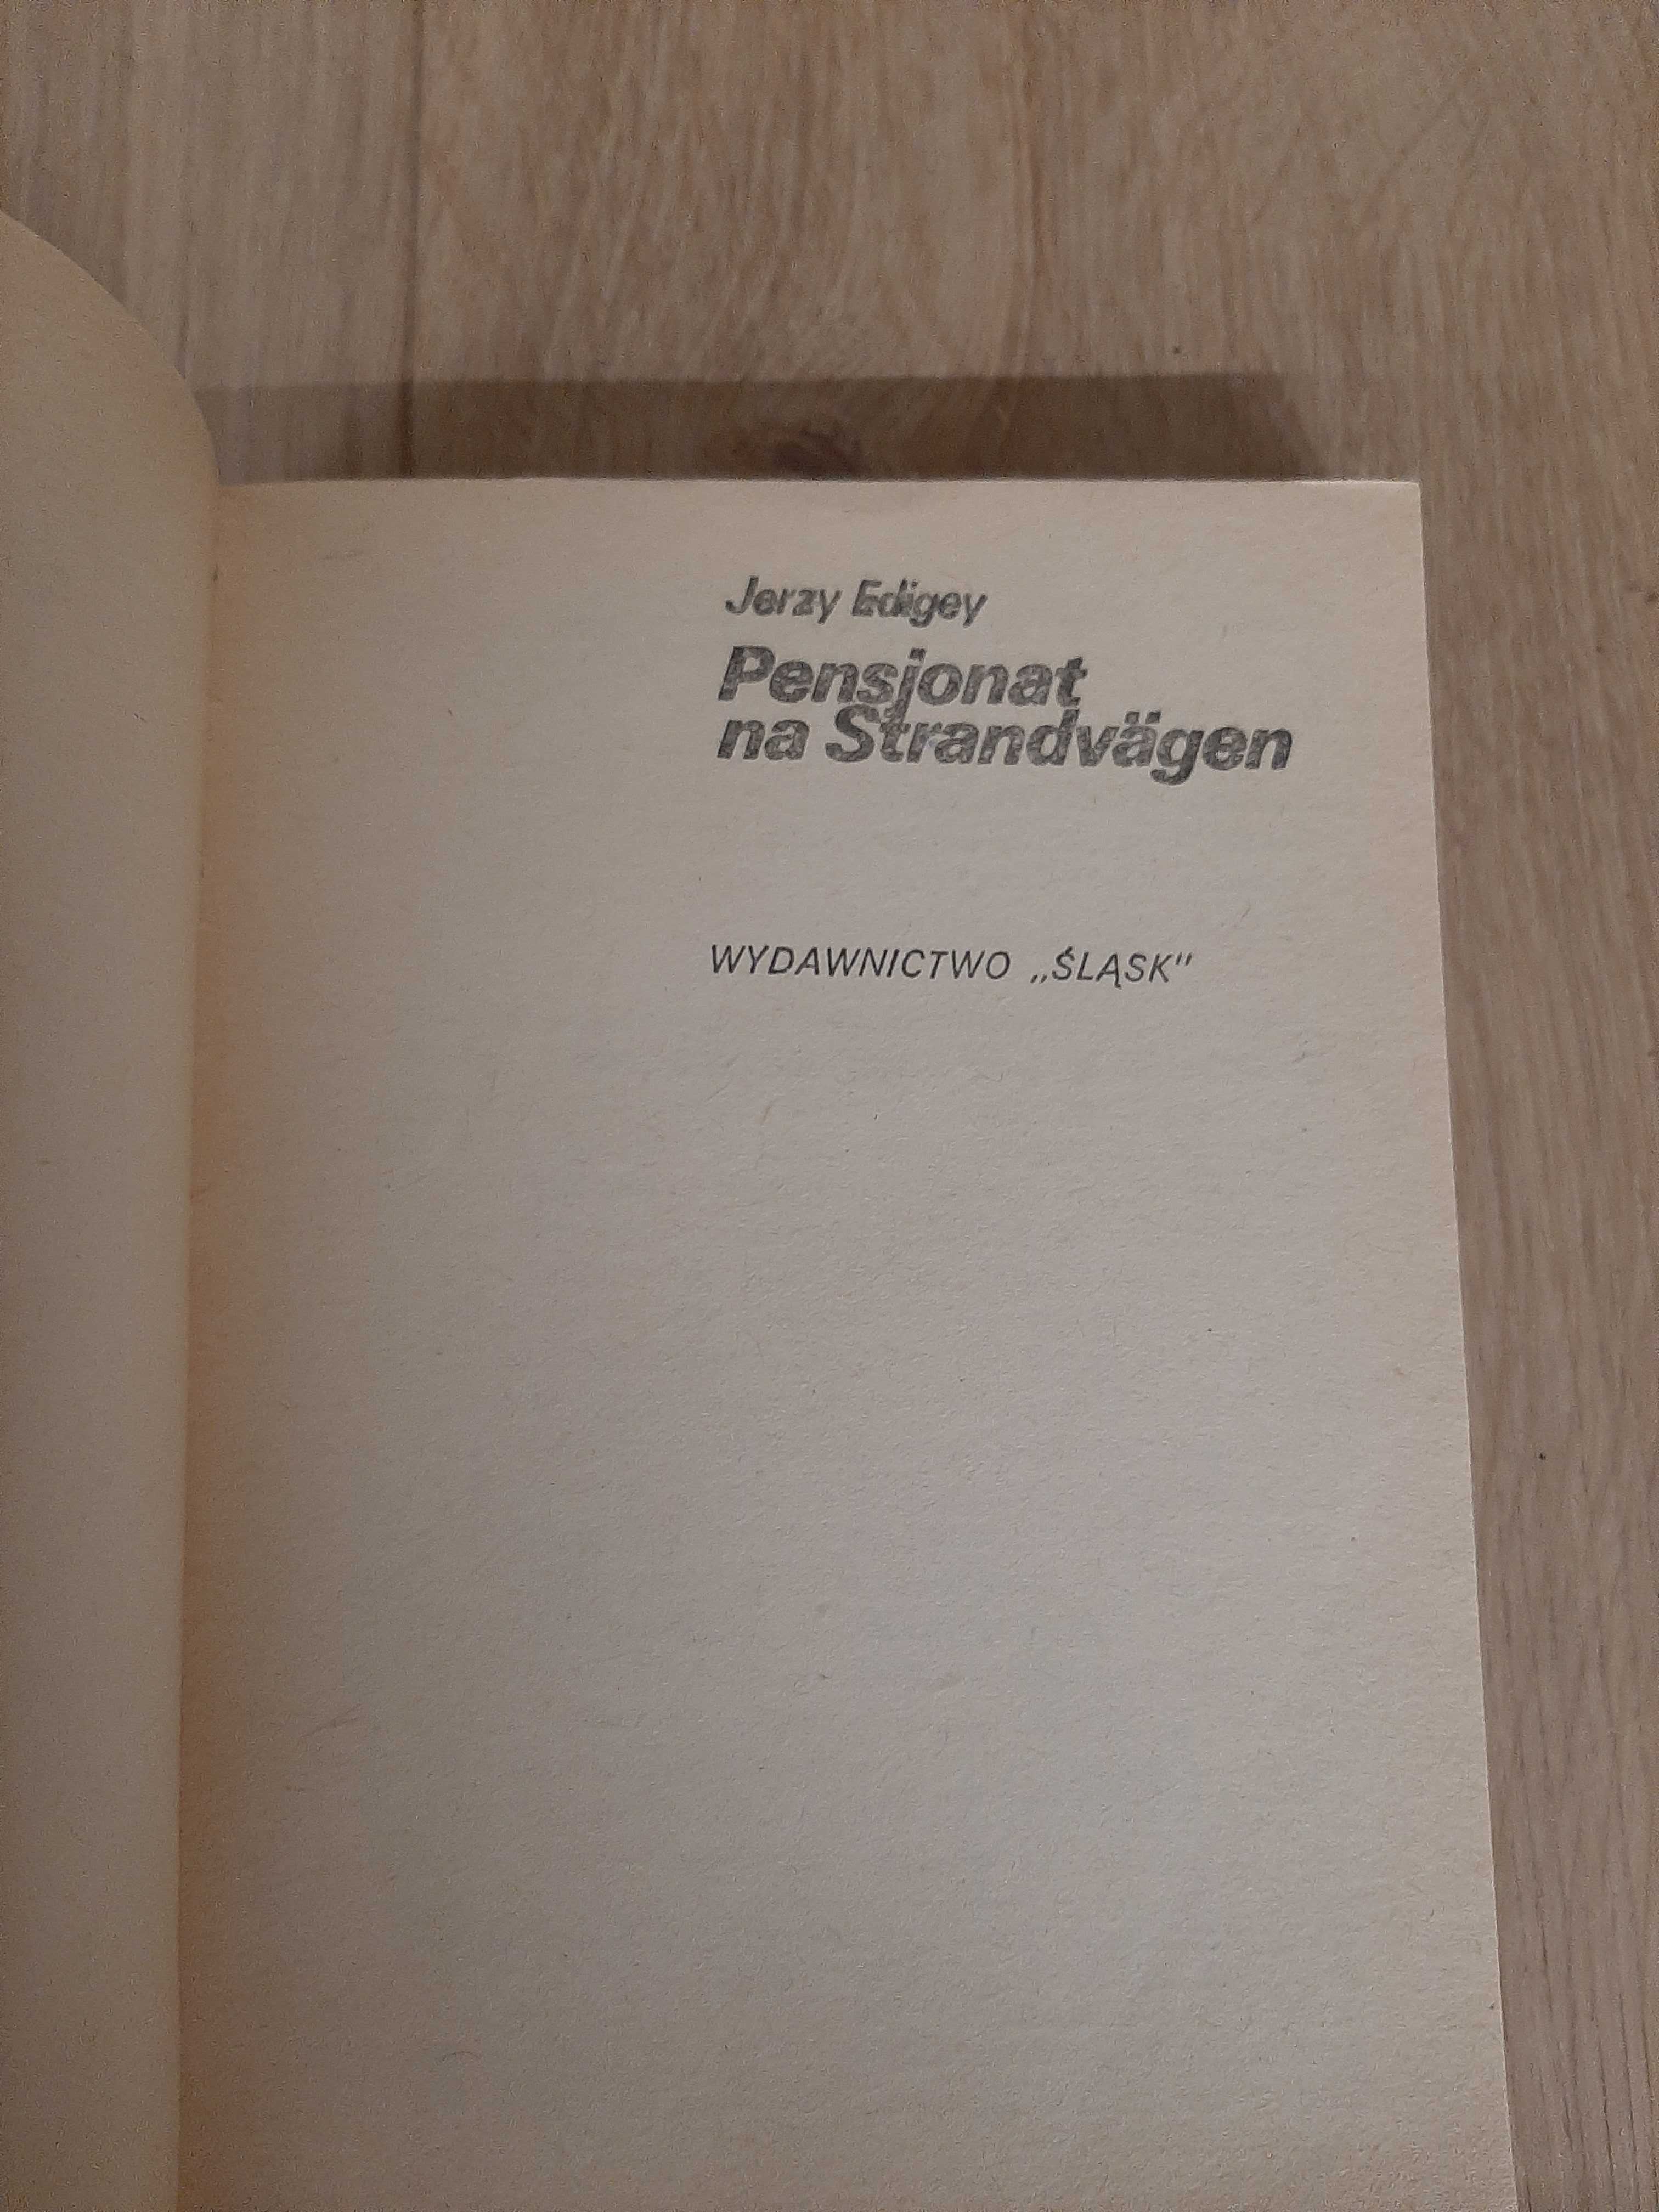 Jerzy Edigey
Pensjonat
na Strandvägen
WYDAWNICTWO „ŚLĄSK"